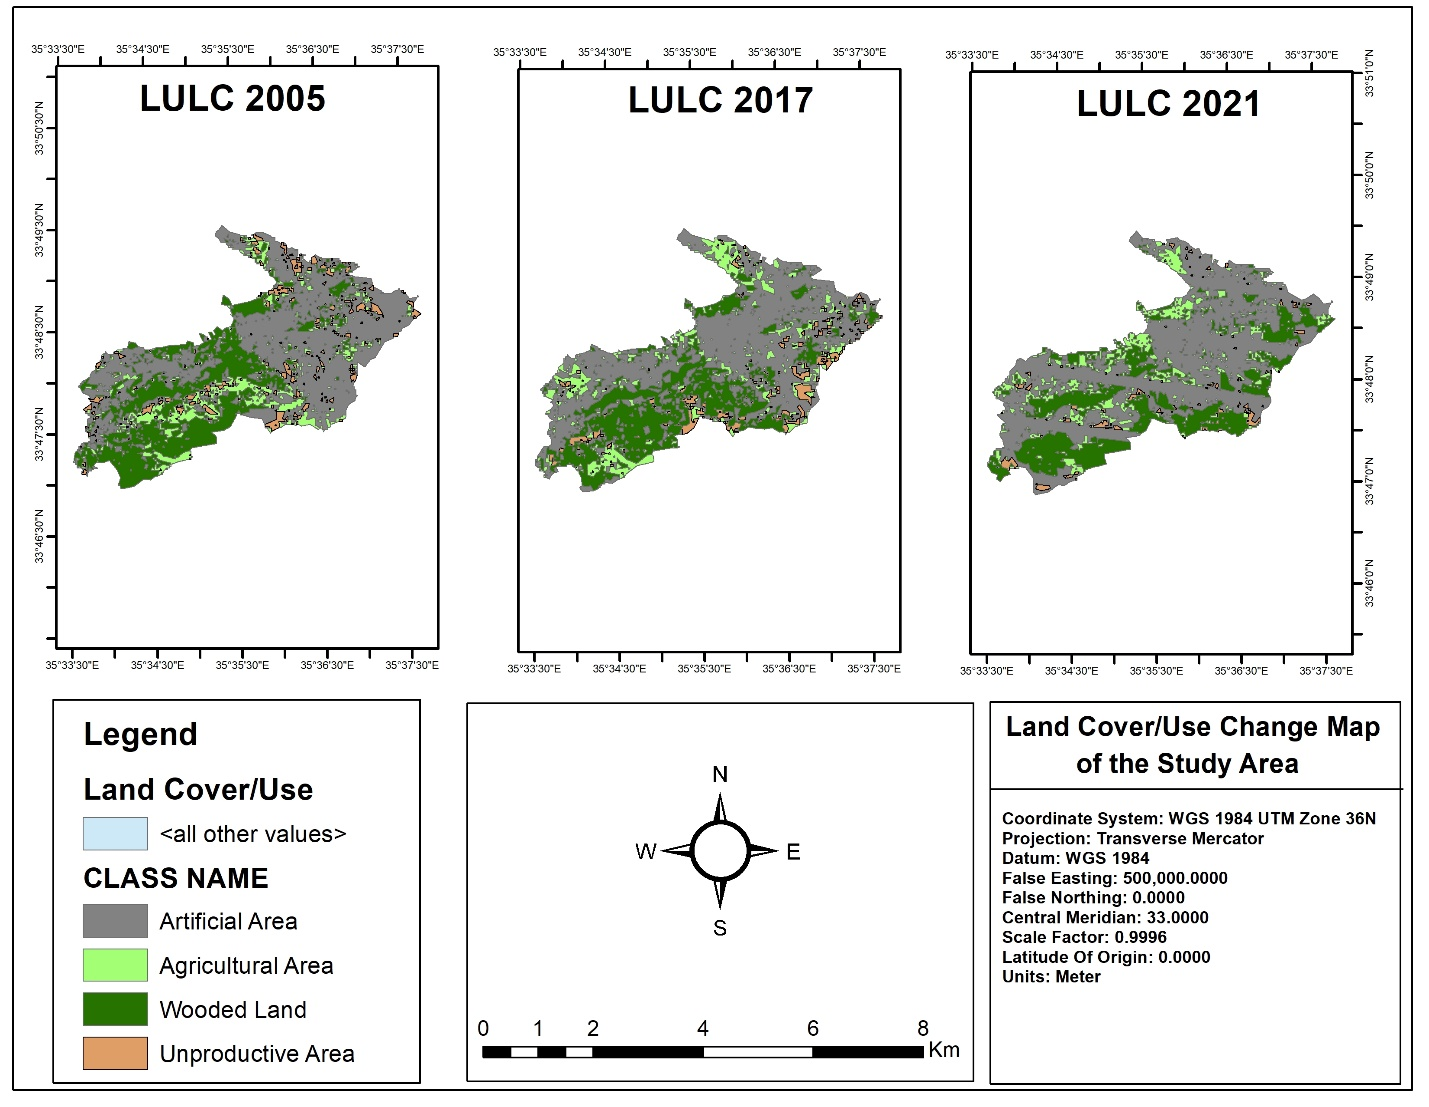 35°33'30"E 35°34'30"E 35°35'30"E 35°36'30"E 35°37'30"E
35°33'30"E 35°34'30"E 35°35'30"E 35°36'30"E 35°37'30"E
35°33'30"E 35°34'30"E 35°35'30"E 35°36'30"E 35°37'30"E
LULC 2005
LULC 2017
LULC 2021
33°50'30"N
33°49'30"N
33°48'30"N
33°47'30"N
33°46'30"N
33°51'0"N
33°50'0"N
33°49'0"N
33°48'0"N
33°47'0"N
33°46'0"N
35°33'30"E 35°34'30"E 35°35'30"E 35°36'30"E 35°37'30"E
35°33'30"E 35°34'30"E 35°35'30"E 35°36'30"E 35°37'30"E
35°33'30"E 35°34'30"E 35°35'30"E 35°36'30"E 35°37'30"E
Legend
Land Cover/Use
<all other values>
CLASS NAME
Artificial Area
Agricultural Area
Wooded Land
Unproductive Area
N
W E
S
0 1 2 4 6 8
Km
Land Cover/Use Change Map
of the Study Area
Coordinate System: WGS 1984 UTM Zone 36N
Projection: Transverse Mercator
Datum: WGS 1984
False Easting: 500,000.0000
False Northing: 0.0000
Central Meridian: 33.0000
Scale Factor: 0.9996
Latitude Of Origin: 0.0000
Units: Meter